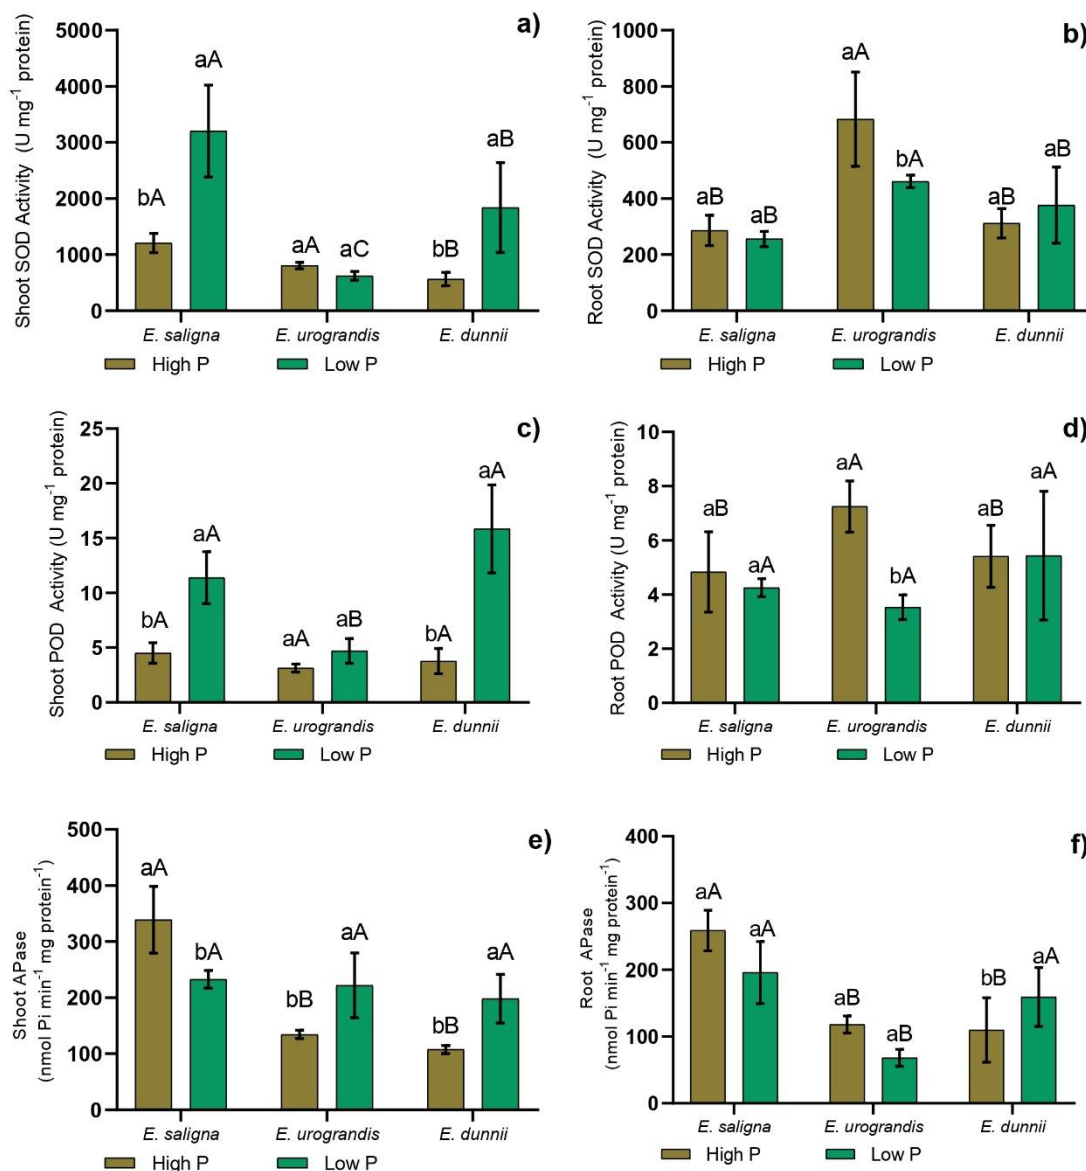 a)
Shoot SOD Activity (U mg⁻¹ protein)
5000
4000
3000
2000
1000
0
bA
aA
aA
aC
bB
aB
E. saligna
E. urograndis
E. dunnii
High P
Low P
b)
Root SOD Activity (U mg⁻¹ protein)
1000
800
600
400
200
0
aB
aB
aA
bA
aB
aB
E. saligna
E. urograndis
E. dunnii
High P
Low P
c)
Shoot POD Activity (U mg⁻¹ protein)
25
20
15
10
5
0
bA
aA
aA
aB
bA
aA
E. saligna
E. urograndis
E. dunnii
High P
Low P
d)
Root POD Activity (U mg⁻¹ protein)
10
8
6
4
2
0
aB
aA
aA
bA
aB
aA
E. saligna
E. urograndis
E. dunnii
High P
Low P
e)
Shoot APase
(nmol Pi min⁻¹ mg protein⁻¹)
500
400
300
200
100
0
aA
bA
bB
aA
bB
aA
E. saligna
E. urograndis
E. dunnii
High P
Low P
f)
Root APase
(nmol Pi min⁻¹ mg protein⁻¹)
400
300
200
100
0
aA
aA
aB
aB
bB
aA
E. saligna
E. urograndis
E. dunnii
High P
Low P